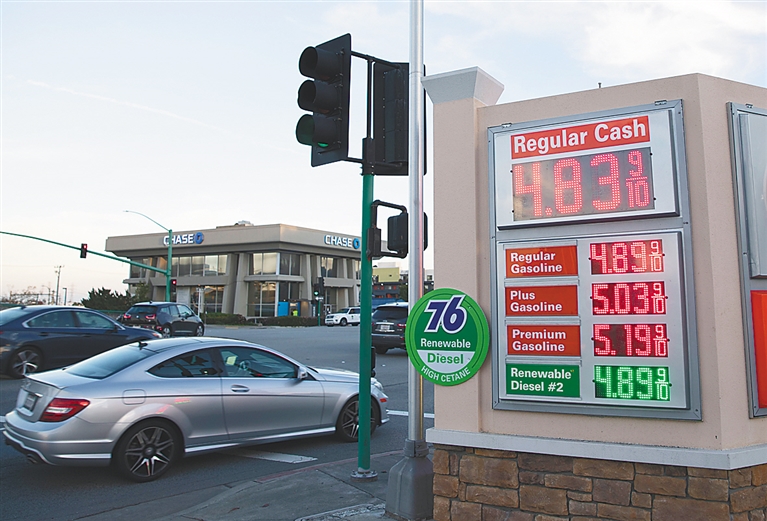 CHASE
CHASE
76
Renewable
Diesel
HIGH CETANE
Regular Cash
4.83 9/10
Regular
Gasoline
4.89 9/10
Plus
Gasoline
5.03 9/10
Premium
Gasoline
5.19 9/10
Renewable
Diesel #2
4.89 9/10